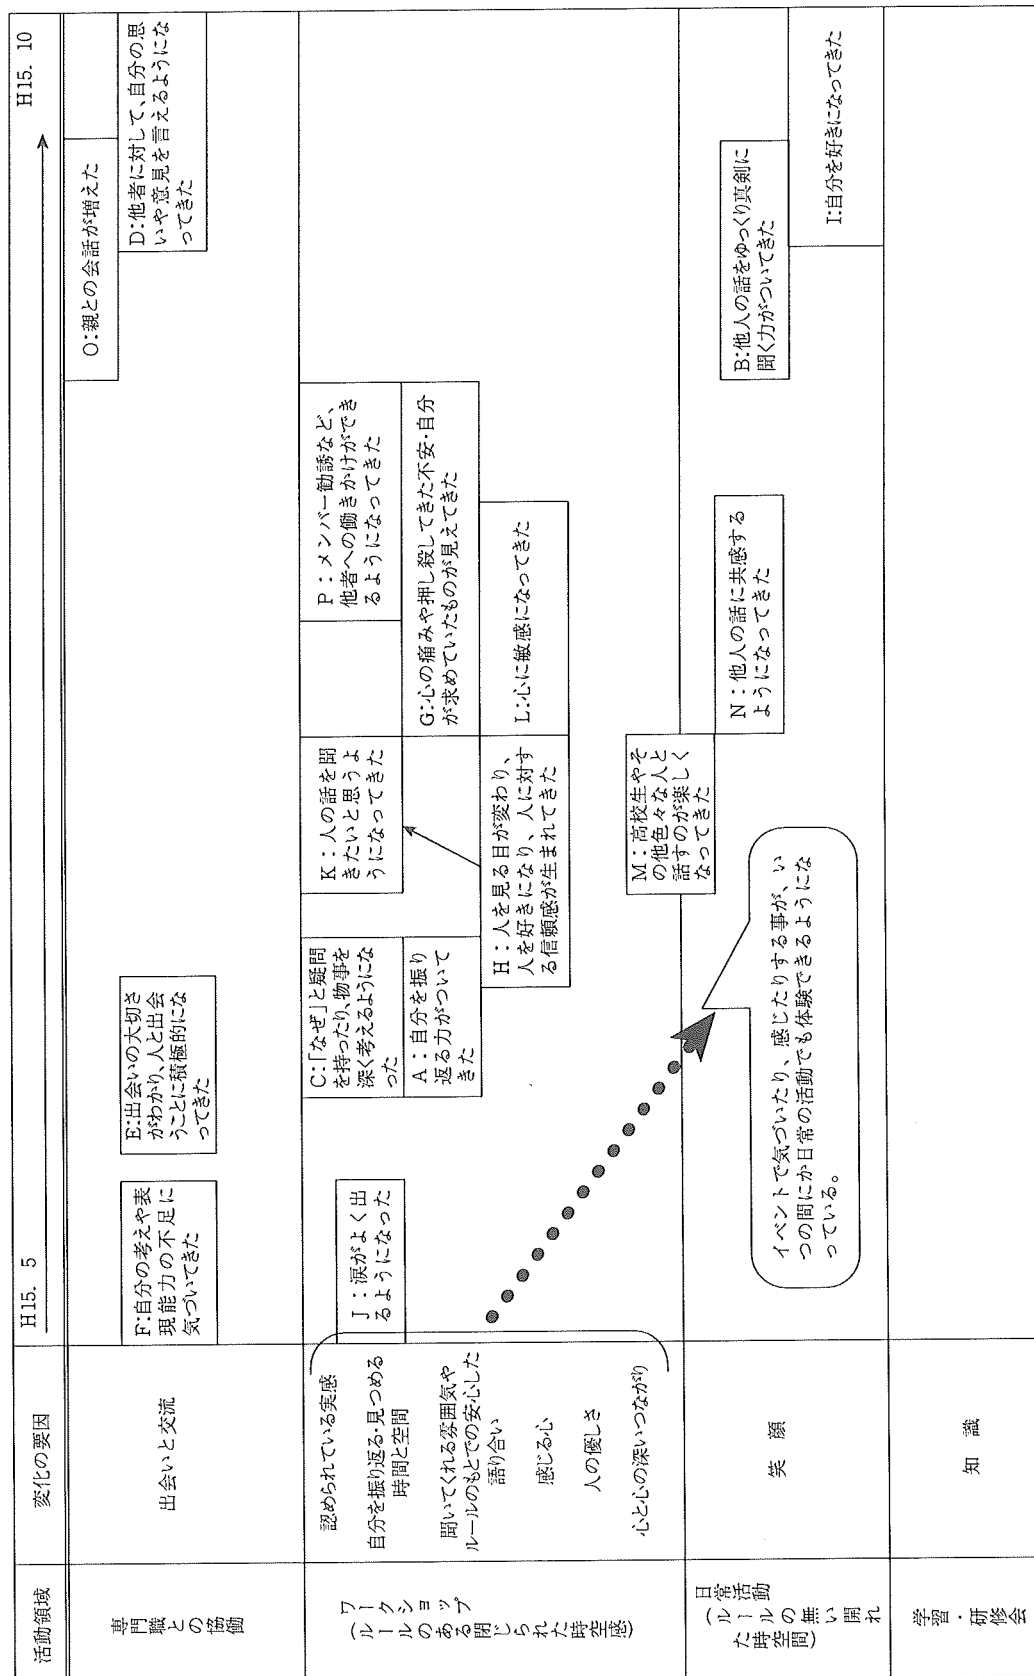 活動領域
変化の要因
H15. 5
H15. 10
専門職との協働
出会いと交流
F:自分の考えや表
現能力の不足に
気づいてきた
E:出会いの大切さ
がわかり、人と出会
うことに積極的にな
ってきた
O:親との会話が増えた
D:他者に対して、自分の思
いや意見を言えるようにな
ってきた
ワークショップ
(ルールのある閉じられた時空感)
認められている実感
自分を振り返る・見つめる
時間と空間
聞いてくれる雰囲気や
ルールのもとでの安心した
語り合い
感じる心
人の優しさ
心と心の深いつながり
J:涙がよく出
るようになった
C:「なぜ」と疑問
を持ったり、物事を
深く考えるようにな
った
A:自分を振り
返る力がついて
きた
K:人の話を聞
きたいと思うよ
うになってきた
H:人を見る目が変わり、
人を好きになり、人に対す
る信頼感が生まれてきた
P:メンバー勧誘など、
他者への働きかけができ
るようになってきた
G:心の痛みや押し殺してきた不安・自分
が求めていたものが見えてきた
L:心に敏感になってきた
日常活動
(ルールの無い開れ
た時空間)
笑顔
M:高校生やそ
の他色々な人と
話すのが楽しく
なってきた
N:他人の話に共感する
ようになってきた
B:他人の話をゆっくり真剣に
聞く力がついてきた
I:自分を好きになってきた
イベントで気づいたり、感じたりする事が、い
つの間にか日常の活動でも体験できるようにな
っている。
学習・研修会
知識